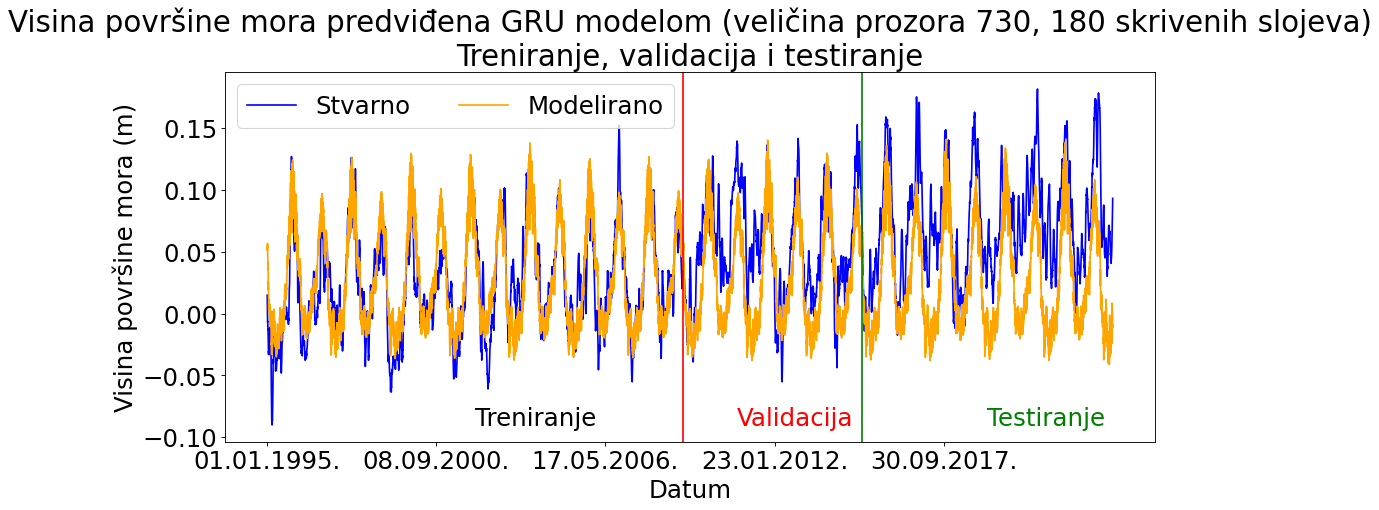 Visina površine mora predviđena GRU modelom (veličina prozora 730, 180 skrivenih slojeva)
Treniranje, validacija i testiranje
Stvarno
Modelirano
Visina površine mora (m)
0.15
0.10
0.05
0.00
−0.05
−0.10
Treniranje
Validacija
Testiranje
01.01.1995.
08.09.2000.
17.05.2006.
23.01.2012.
30.09.2017.
Datum